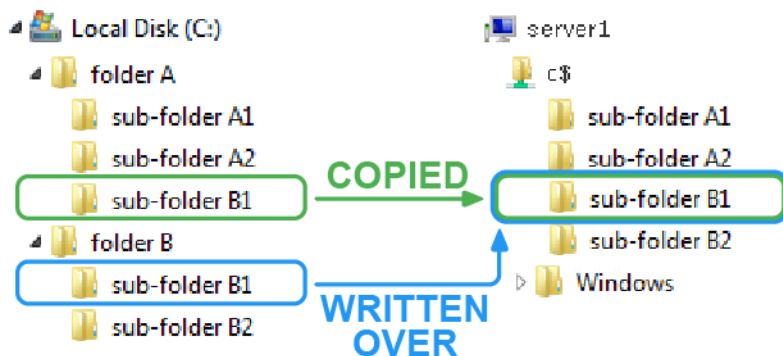 Local Disk (C:)
folder A
sub-folder A1
sub-folder A2
sub-folder B1
folder B
sub-folder B1
sub-folder B2
COPIED
WRITTEN
OVER
server1
c$
sub-folder A1
sub-folder A2
sub-folder B1
sub-folder B2
Windows